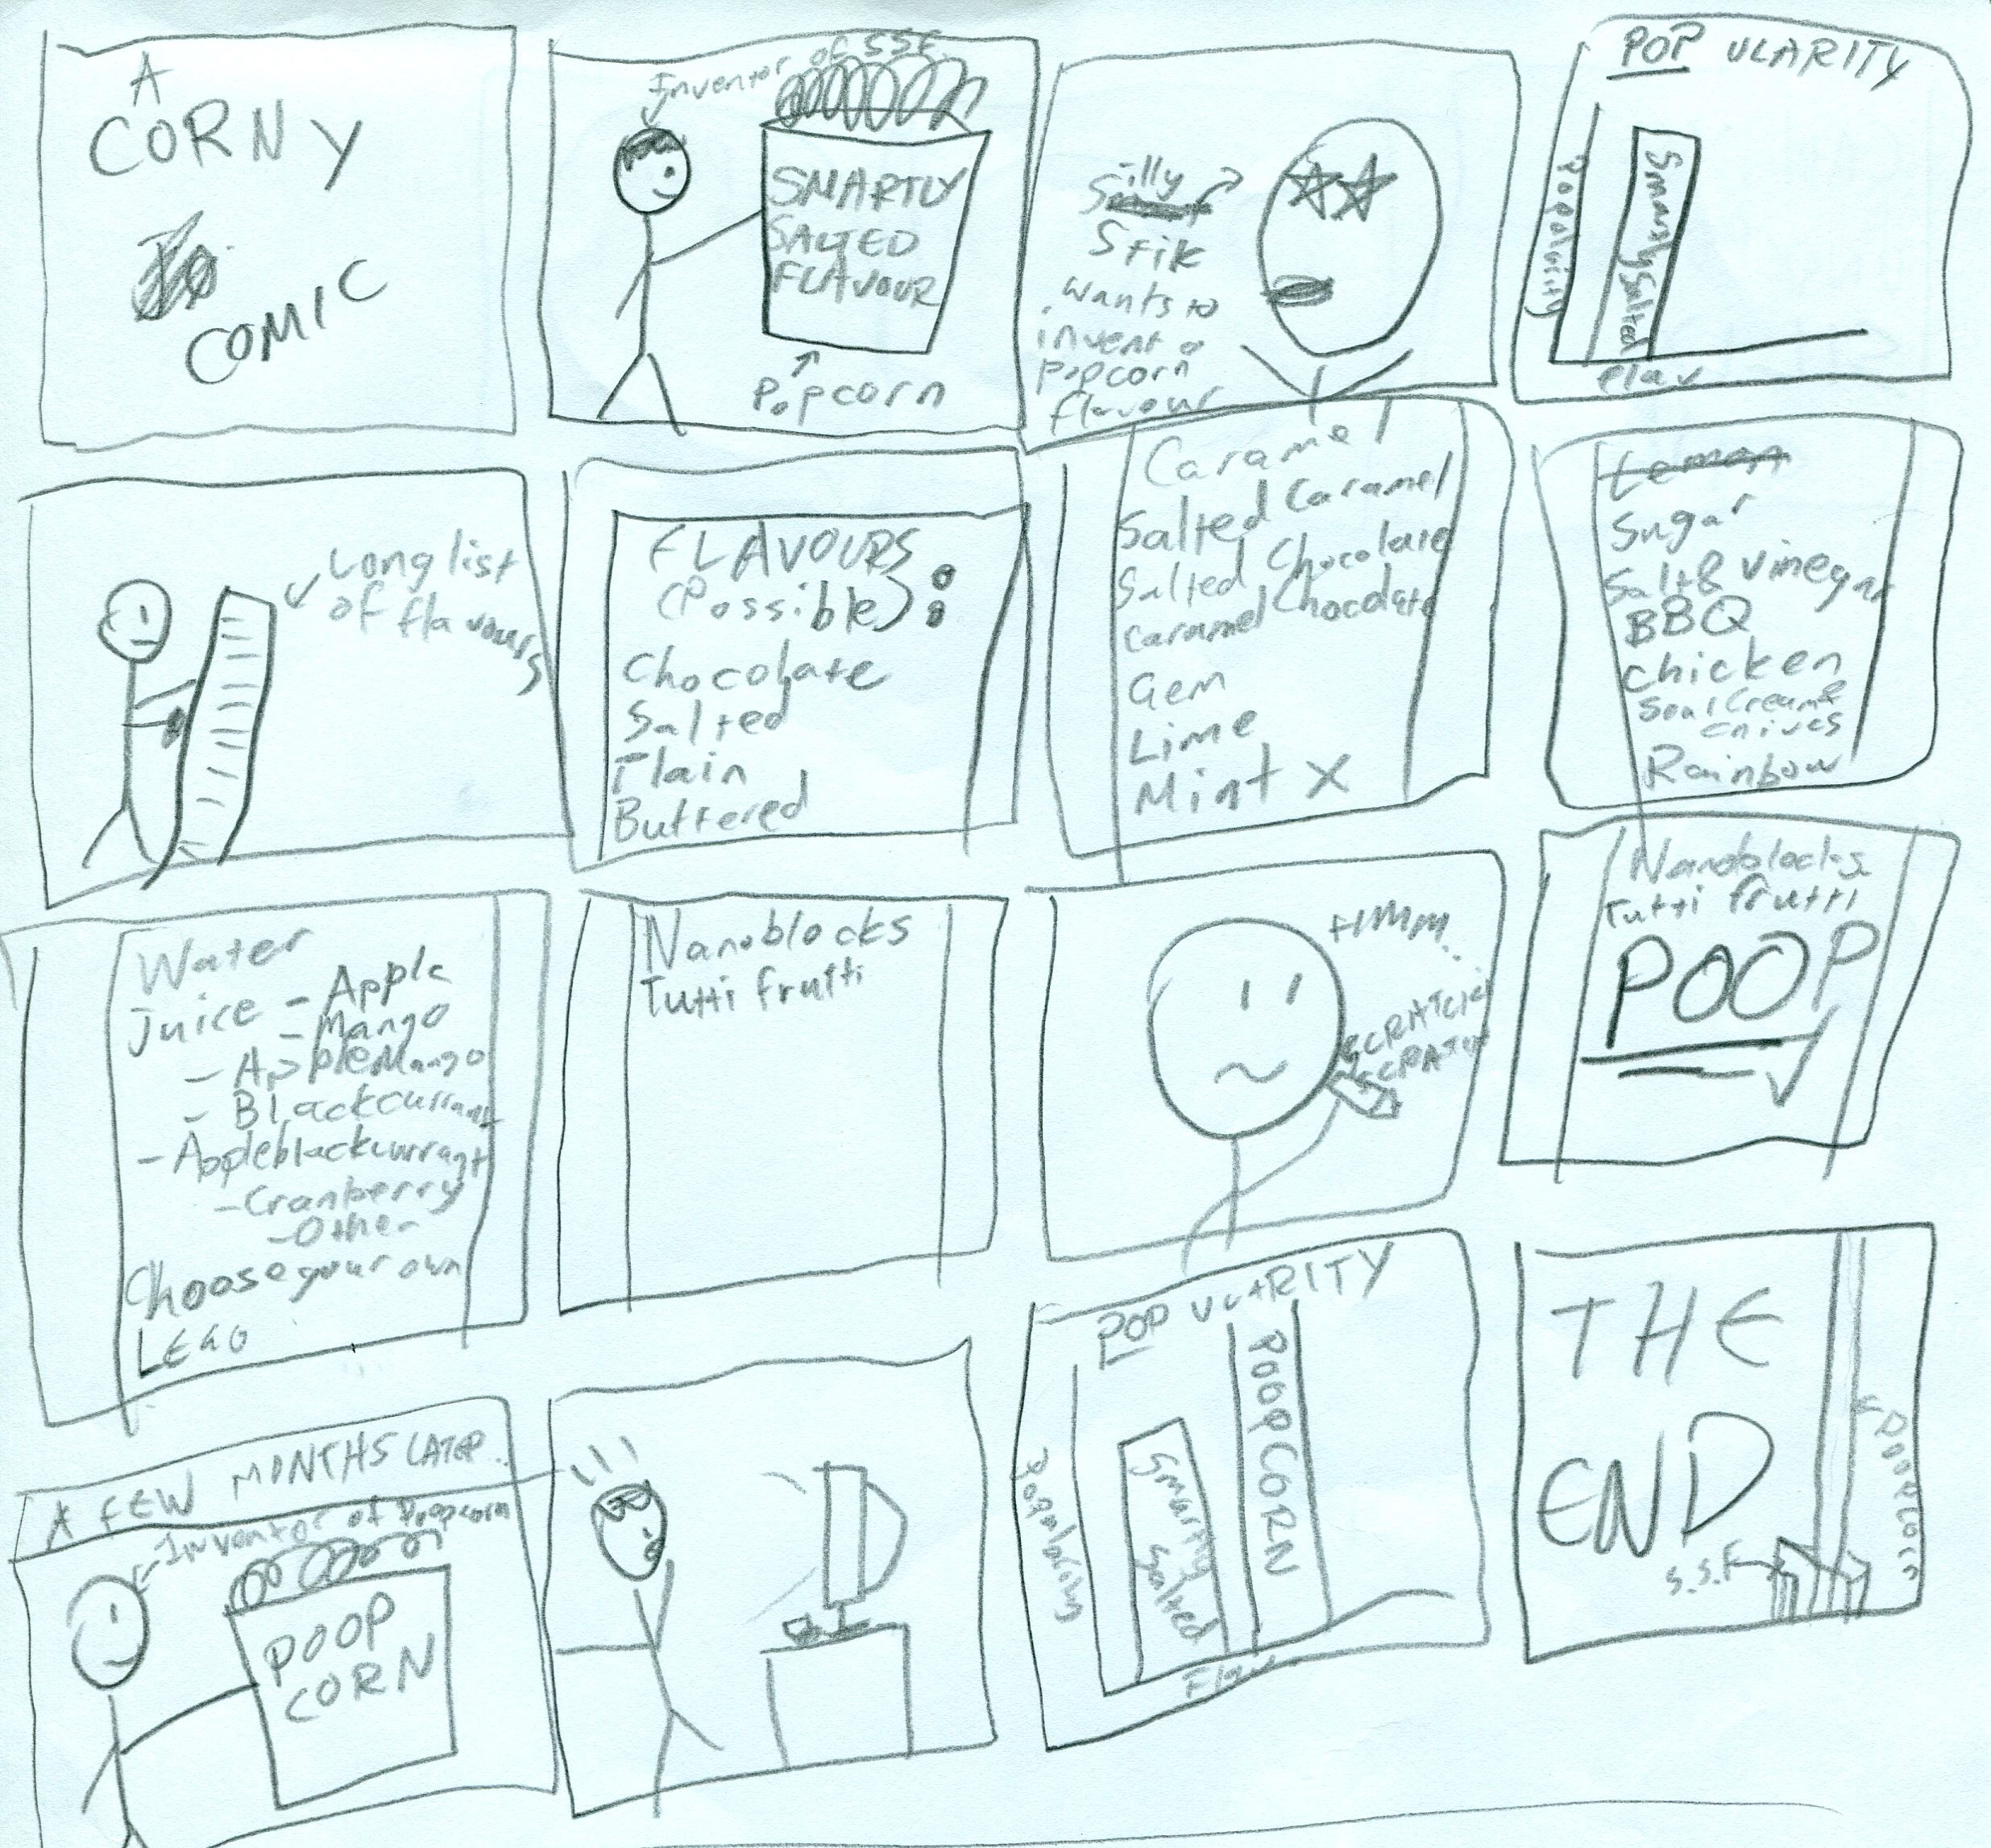 A
CORNY
COMIC
Inventor of SSF
SMARTLY
SALTED
FLAVOUR
Popcorn
Silly
Stik
wants to
invent a
popcorn
flavour
POPULARITY
Popularity
Smartly Salted
Flav
Long list
of flavours
FLAVOURS
(Possible):
Chocolate
Salted
Plain
Buttered
Caramel
Salted Caramel
Salted Chocolate
Caramel Chocolate
Gem
Lime
Mint X
Lemon
Sugar
Salt & Vinegar
BBQ
Chicken
Sour Cream &
Chives
Rainbow
Water
Juice - Apple
- Mango
- AppleMango
- Blackcurrant
- Appleblackcurrant
- Cranberry
- Other
Choose your own
LEGO
Nanoblocks
Tutti frutti
HMM..
SCRATCH
SCRATCH
Nanoblocks
Tutti frutti
POOP
A FEW MONTHS LATER...
Inventor of Poopcorn
POOP
CORN
POPULARITY
Popularity
Smartly
Salted
POOPCORN
Flav.
THE
END
S.S.F